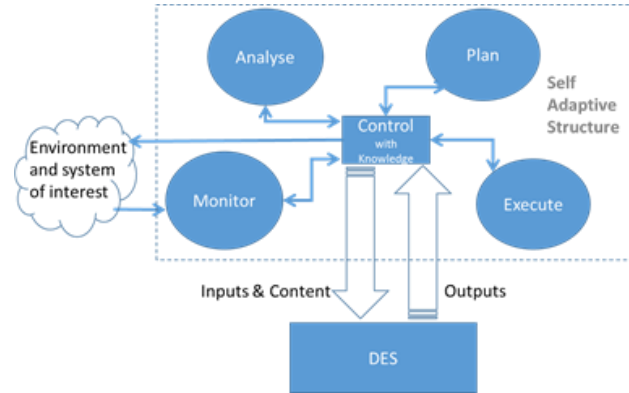 Analyse
Plan
Self
Adaptive
Structure
Control
with
Knowledge
Environment
and system
of interest
Monitor
Execute
Inputs & Content
Outputs
DES